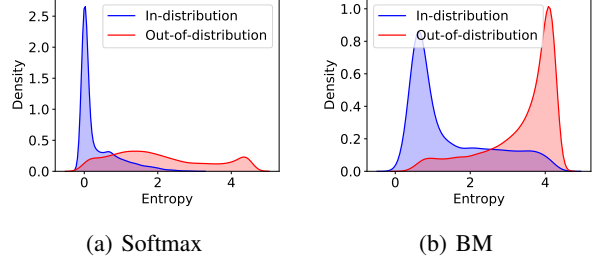 In-distribution
Out-of-distribution
Density
2.5
2.0
1.5
1.0
0.5
0.0
0 2 4
Entropy
(a) Softmax
In-distribution
Out-of-distribution
Density
1.0
0.8
0.6
0.4
0.2
0.0
0 2 4
Entropy
(b) BM